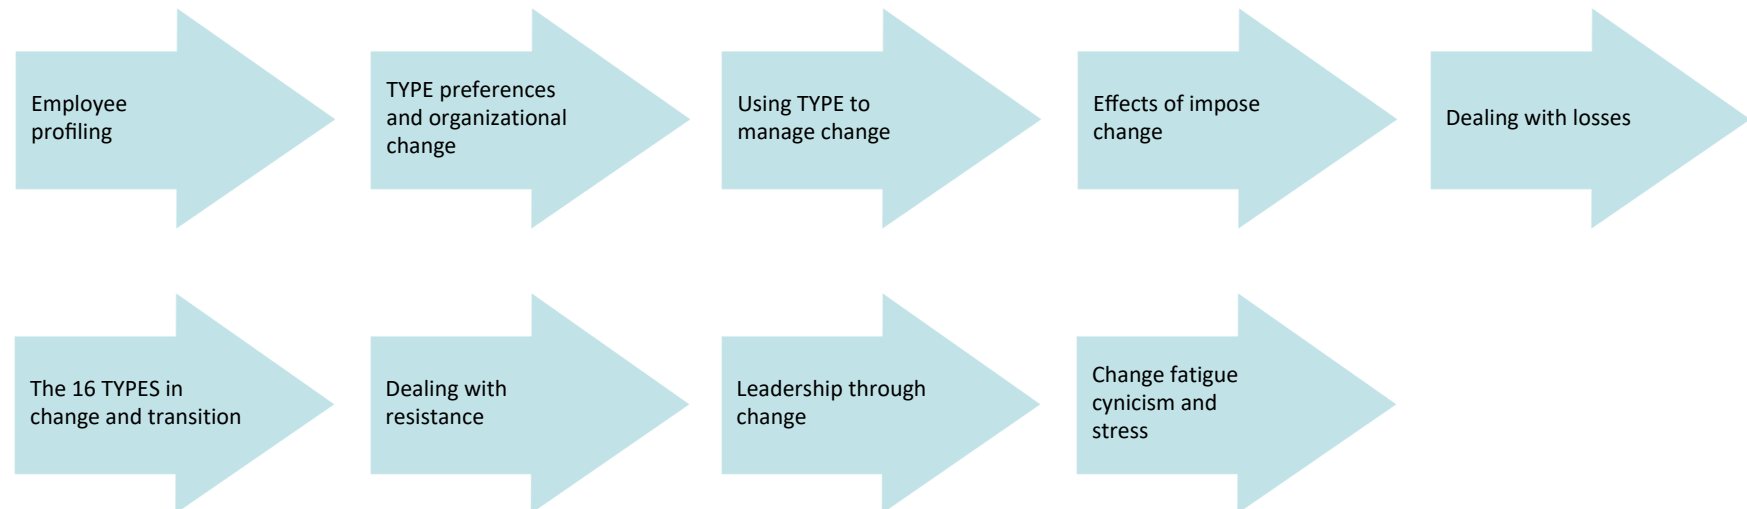 Employee
profiling
TYPE preferences
and organizational
change
Using TYPE to
manage change
Effects of impose
change
Dealing with losses
The 16 TYPES in
change and transition
Dealing with
resistance
Leadership through
change
Change fatigue
cynicism and
stress